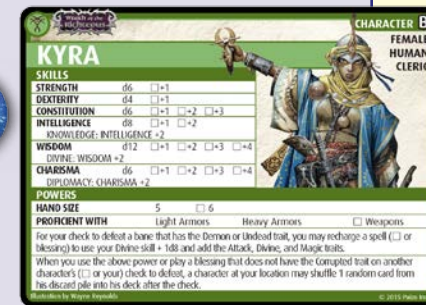 Wrath of the
Righteous
CHARACTER B
FEMALE
HUMAN
CLERIC
KYRA
SKILLS
STRENGTH d6 □+1
DEXTERITY d4 □+1
CONSTITUTION d6 □+1 □+2 □+3
INTELLIGENCE d8 □+1 □+2
KNOWLEDGE: INTELLIGENCE +2
WISDOM d12 □+1 □+2 □+3 □+4
DIVINE: WISDOM +2
CHARISMA d6 □+1 □+2 □+3 □+4
DIPLOMACY: CHARISMA +2
POWERS
HAND SIZE 5 □ 6
PROFICIENT WITH Light Armors Heavy Armors □ Weapons
For your check to defeat a bane that has the Demon or Undead trait, you may recharge a spell (□ or
blessing) to use your Divine skill + 1d8 and add the Attack, Divine, and Magic traits.
When you use the above power or play a blessing that does not have the Corrupted trait on another
character's (□ or your) check to defeat, a character at your location may shuffle 1 random card from
his discard pile into his deck after the check.
Illustration by Wayne Reynolds
© 2015 Paizo In